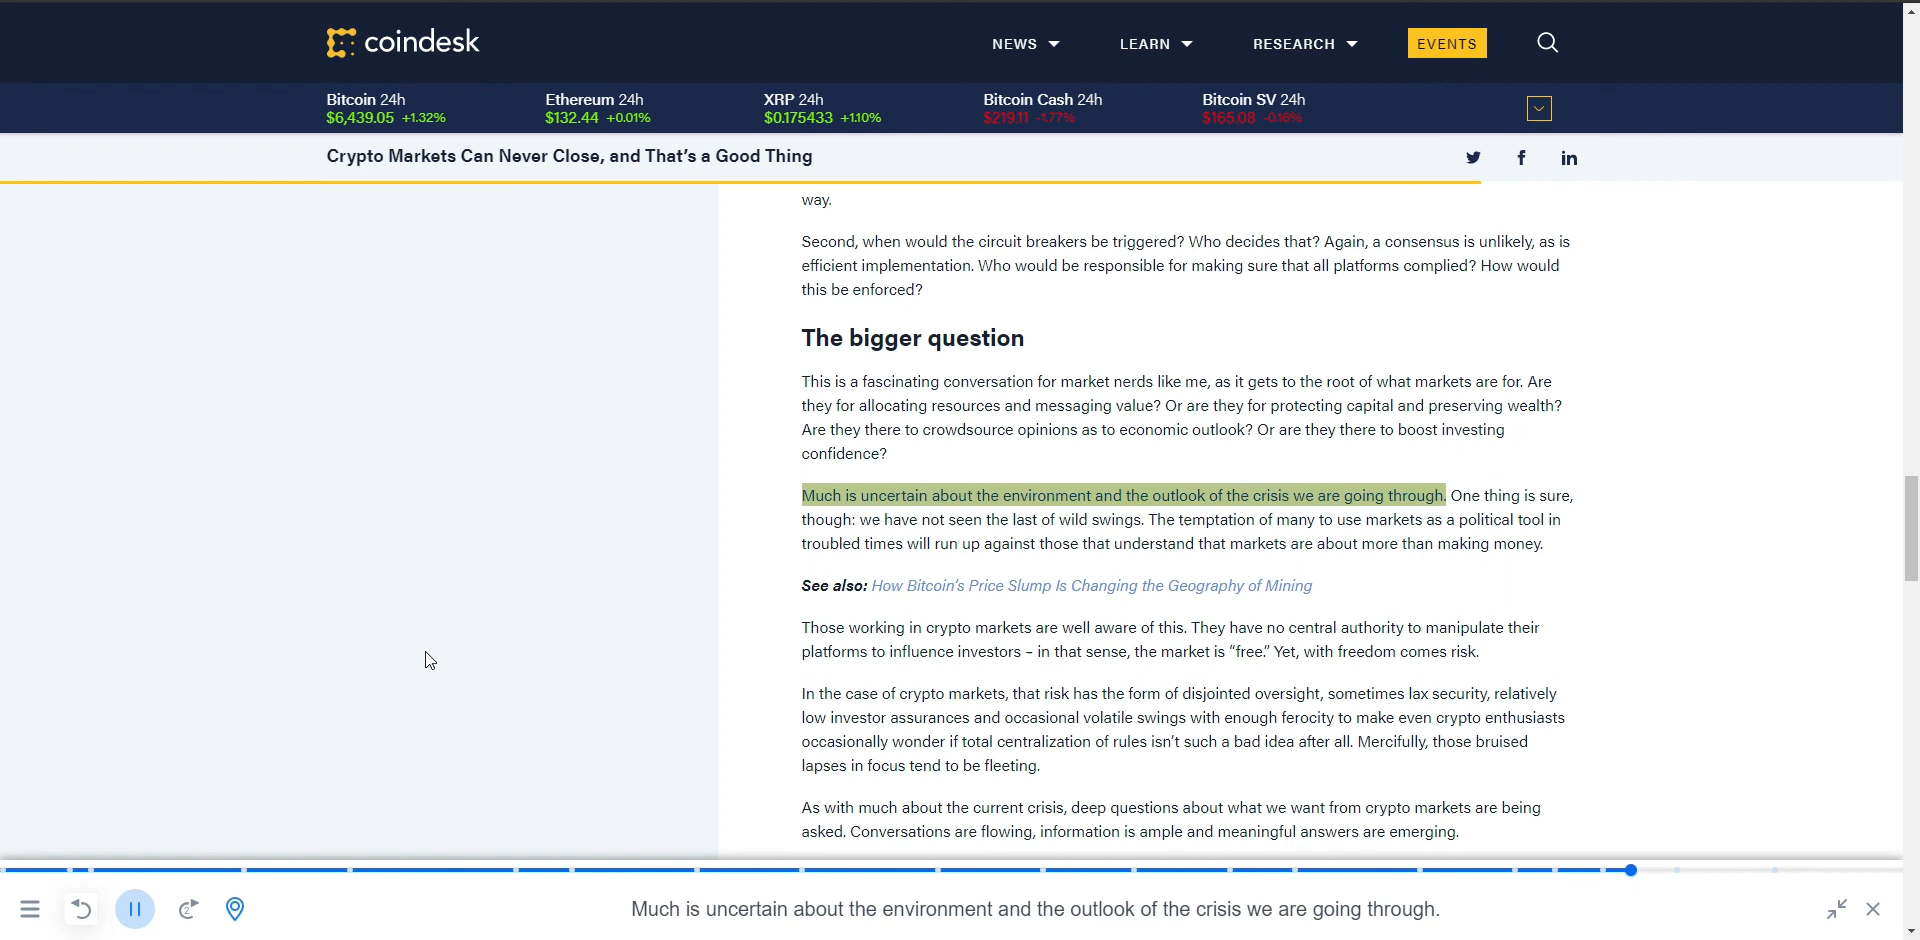 coindesk
NEWS
LEARN
RESEARCH
EVENTS
Bitcoin 24h
$6,439.05 +1.32%
Ethereum 24h
$132.44 +0.01%
XRP 24h
$0.175433 +1.10%
Bitcoin Cash 24h
$219.11 -1.77%
Bitcoin SV 24h
$165.08 -0.16%
Crypto Markets Can Never Close, and That's a Good Thing
way.
Second, when would the circuit breakers be triggered? Who decides that? Again, a consensus is unlikely, as is
efficient implementation. Who would be responsible for making sure that all platforms complied? How would
this be enforced?
The bigger question
This is a fascinating conversation for market nerds like me, as it gets to the root of what markets are for. Are
they for allocating resources and messaging value? Or are they for protecting capital and preserving wealth?
Are they there to crowdsource opinions as to economic outlook? Or are they there to boost investing
confidence?
Much is uncertain about the environment and the outlook of the crisis we are going through. One thing is sure,
though: we have not seen the last of wild swings. The temptation of many to use markets as a political tool in
troubled times will run up against those that understand that markets are about more than making money.
See also: How Bitcoin's Price Slump Is Changing the Geography of Mining
Those working in crypto markets are well aware of this. They have no central authority to manipulate their
platforms to influence investors – in that sense, the market is “free.” Yet, with freedom comes risk.
In the case of crypto markets, that risk has the form of disjointed oversight, sometimes lax security, relatively
low investor assurances and occasional volatile swings with enough ferocity to make even crypto enthusiasts
occasionally wonder if total centralization of rules isn't such a bad idea after all. Mercifully, those bruised
lapses in focus tend to be fleeting.
As with much about the current crisis, deep questions about what we want from crypto markets are being
asked. Conversations are flowing, information is ample and meaningful answers are emerging.
2
Much is uncertain about the environment and the outlook of the crisis we are going through.